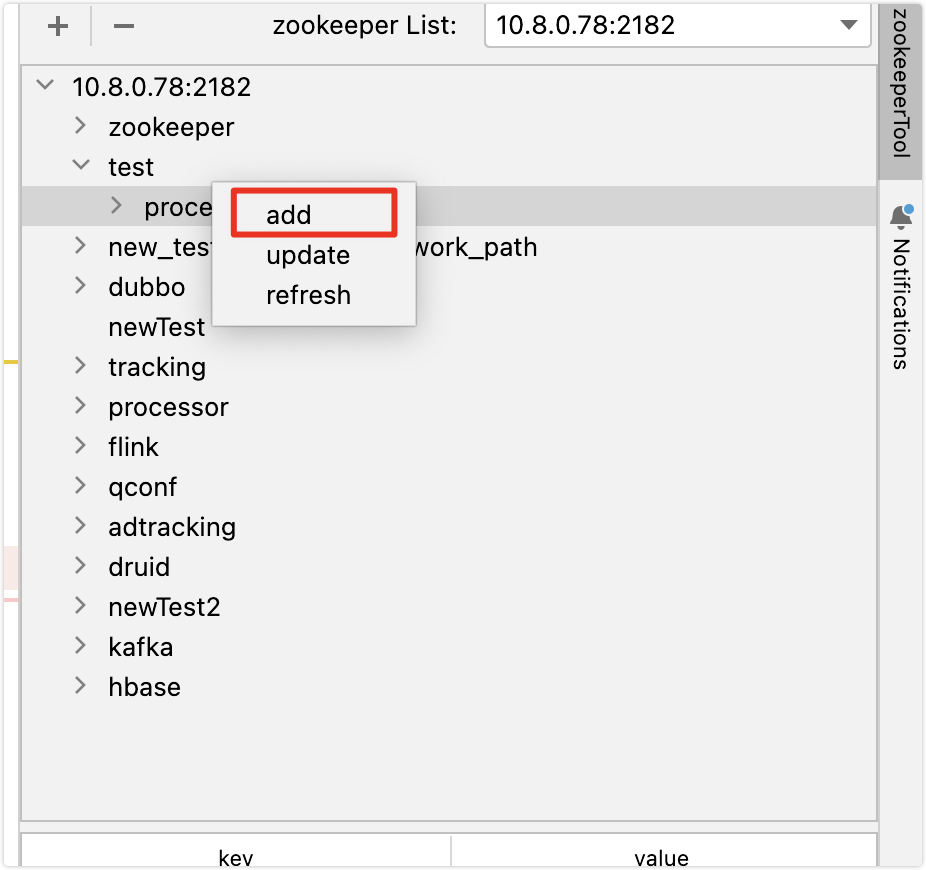 zookeeper List: 10.8.0.78:2182
10.8.0.78:2182
zookeeper
test
proce
add
new_test work_path
update
dubbo
refresh
newTest
tracking
processor
flink
qconf
adtracking
druid
newTest2
kafka
hbase
key value
zookeeperTool
Notifications